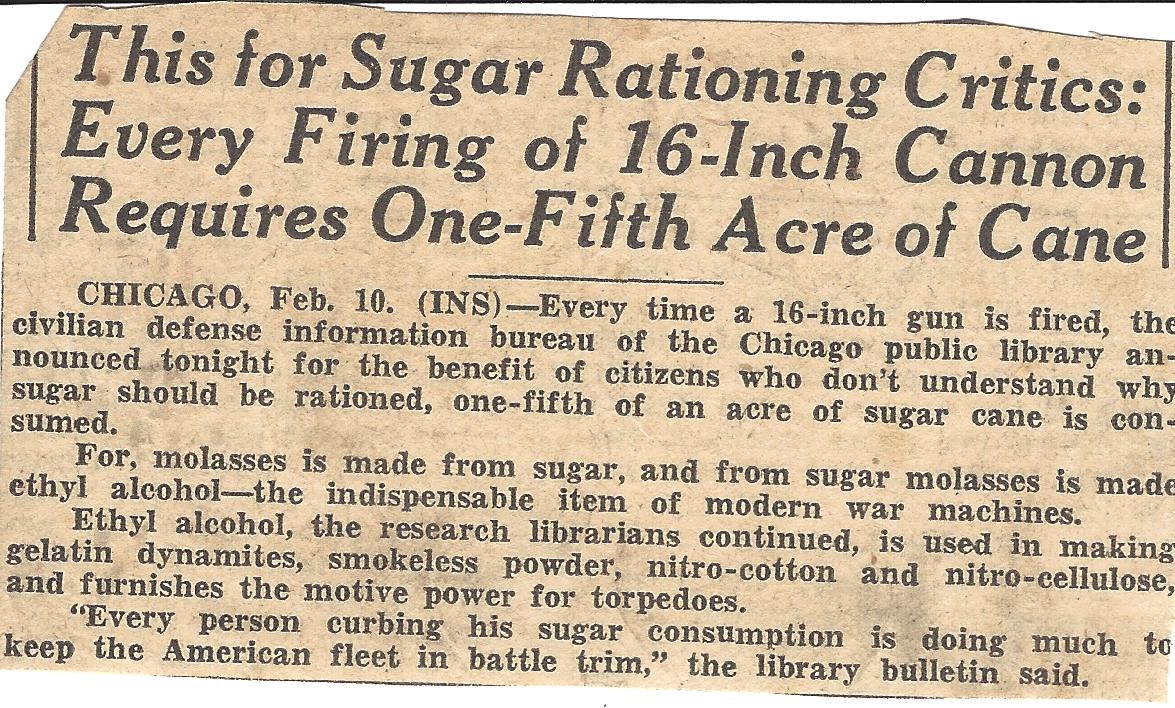 This for Sugar Rationing Critics:
Every Firing of 16-Inch Cannon
Requires One-Fifth Acre of Cane
CHICAGO, Feb. 10. (INS)—Every time a 16-inch gun is fired, the
civilian defense information bureau of the Chicago public library an-
nounced tonight for the benefit of citizens who don't understand why
sugar should be rationed, one-fifth of an acre of sugar cane is con-
sumed.
For, molasses is made from sugar, and from sugar molasses is made
ethyl alcohol—the indispensable item of modern war machines.
Ethyl alcohol, the research librarians continued, is used in making
gelatin dynamites, smokeless powder, nitro-cotton and nitro-cellulose,
and furnishes the motive power for torpedoes.
"Every person curbing his sugar consumption is doing much to
keep the American fleet in battle trim," the library bulletin said.